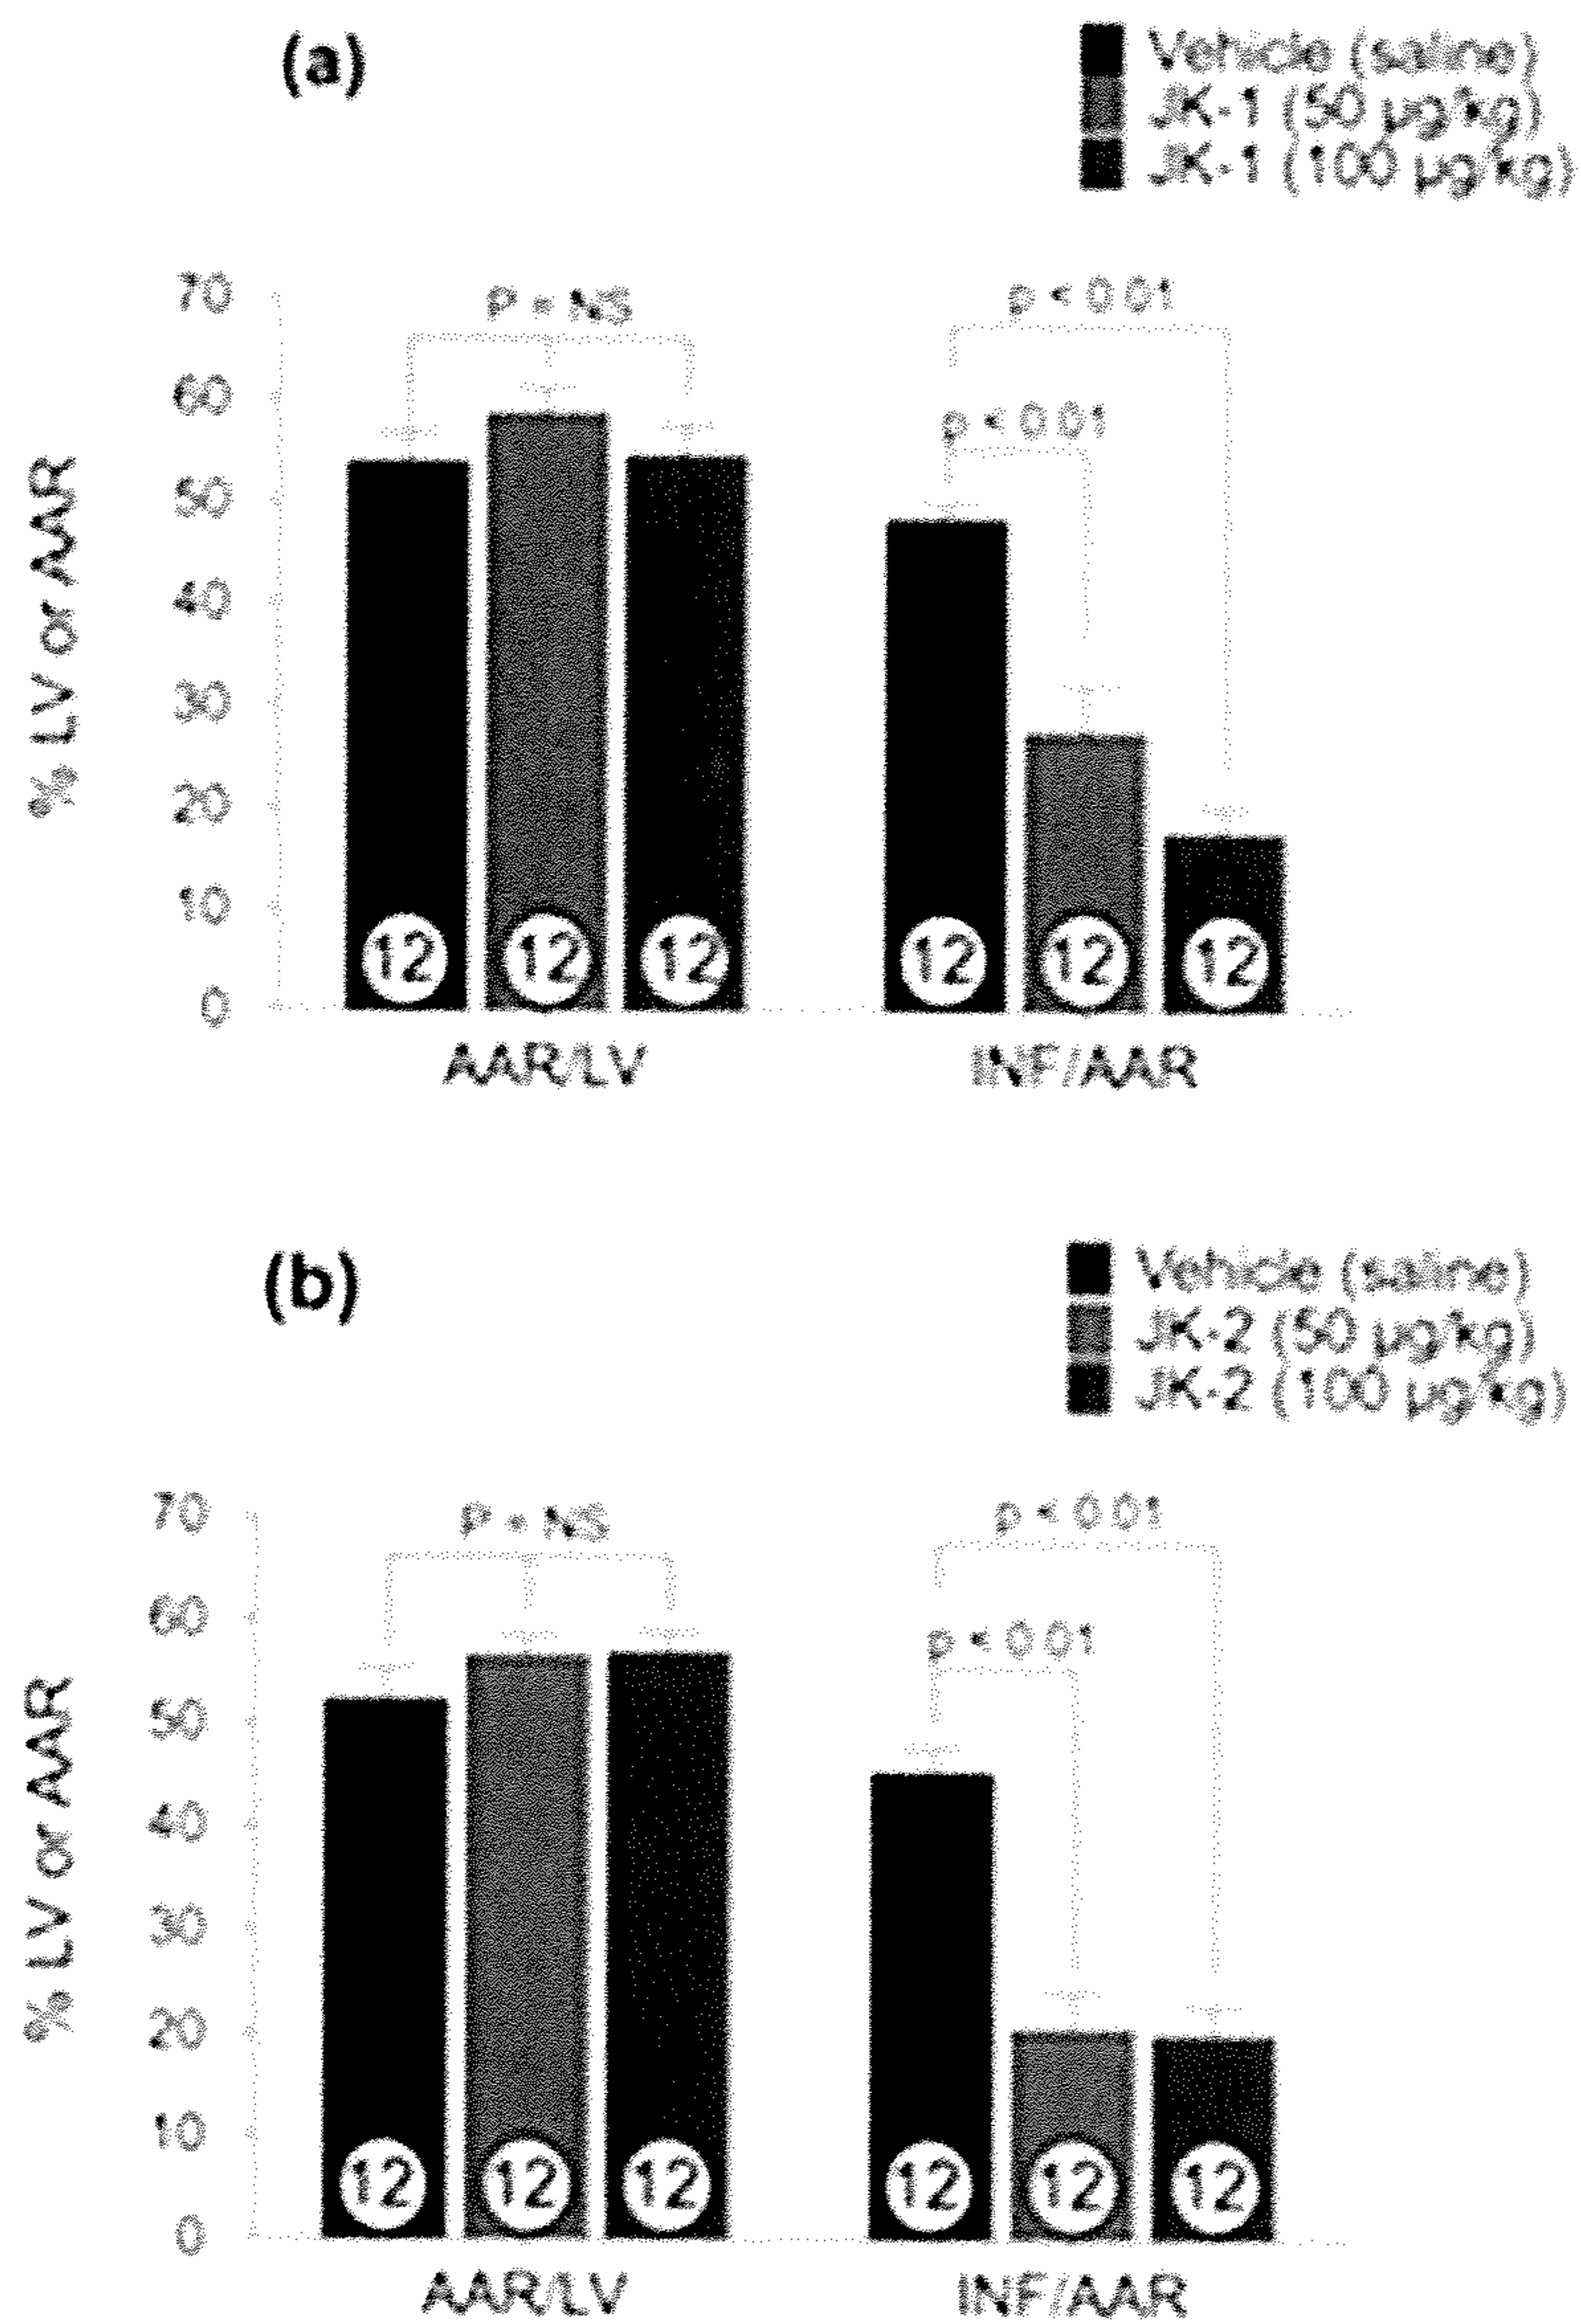 (a)
Vehicle (saline)
JK-1 (50 µg/kg)
JK-1 (100 µg/kg)
% LV or AAR
70
60
50
40
30
20
10
0
P = NS
p < 0.01
p < 0.01
12 12 12 12 12 12
AAR/LV INF/AAR
(b)
Vehicle (saline)
JK-2 (50 µg/kg)
JK-2 (100 µg/kg)
% LV or AAR
70
60
50
40
30
20
10
0
P = NS
p < 0.01
p < 0.01
12 12 12 12 12 12
AAR/LV INF/AAR